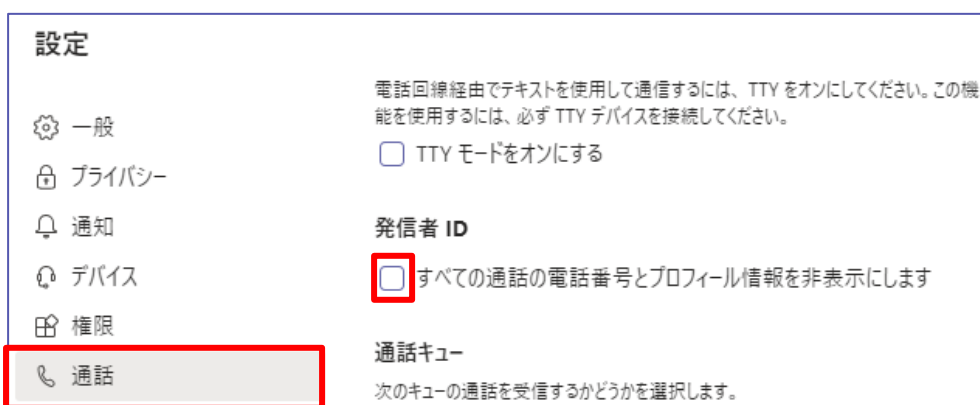 設定
一般
プライバシー
通知
デバイス
権限
通話
電話回線経由でテキストを使用して通信するには、TTY をオンにしてください。この機
能を使用するには、必ず TTY デバイスを接続してください。
TTY モードをオンにする
発信者 ID
すべての通話の電話番号とプロフィール情報を非表示にします
通話キュー
次のキューの通話を受信するかどうかを選択します。